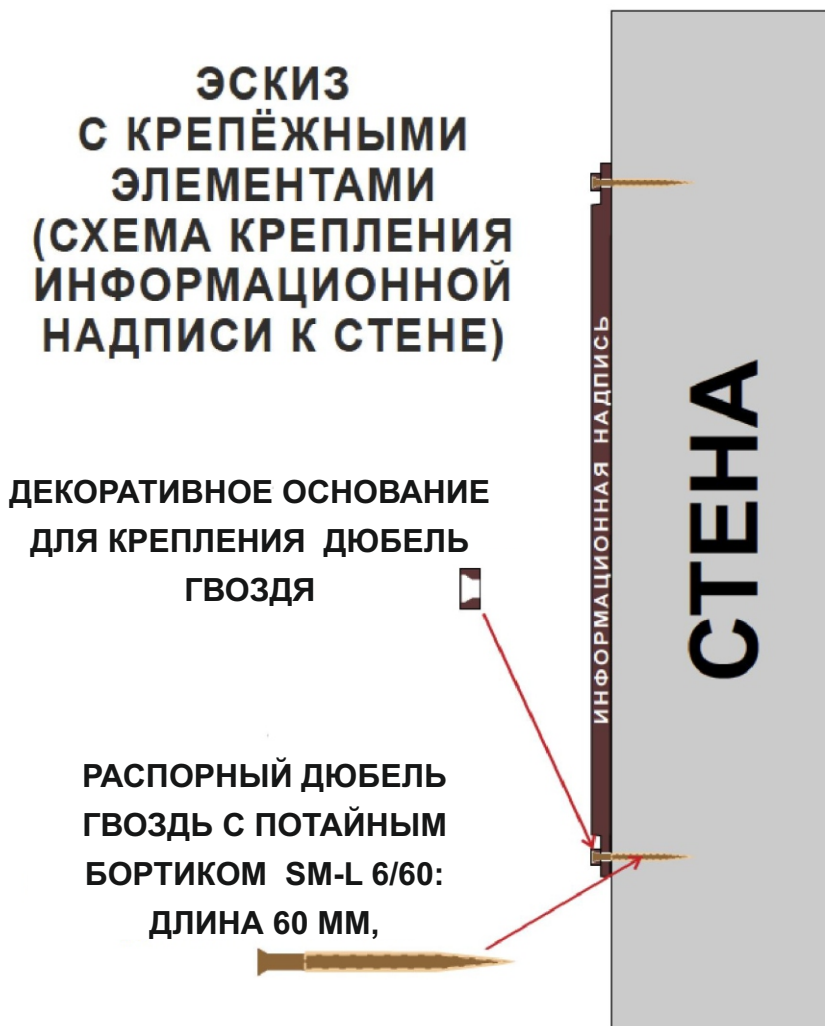 ЭСКИЗ
С КРЕПЁЖНЫМИ
ЭЛЕМЕНТАМИ
(СХЕМА КРЕПЛЕНИЯ
ИНФОРМАЦИОННОЙ
НАДПИСИ К СТЕНЕ)
ДЕКОРАТИВНОЕ ОСНОВАНИЕ
ДЛЯ КРЕПЛЕНИЯ ДЮБЕЛЬ
ГВОЗДЯ
РАСПОРНЫЙ ДЮБЕЛЬ
ГВОЗДЬ С ПОТАЙНЫМ
БОРТИКОМ SM-L 6/60:
ДЛИНА 60 ММ,
ИНФОРМАЦИОННАЯ НАДПИСЬ
СТЕНА